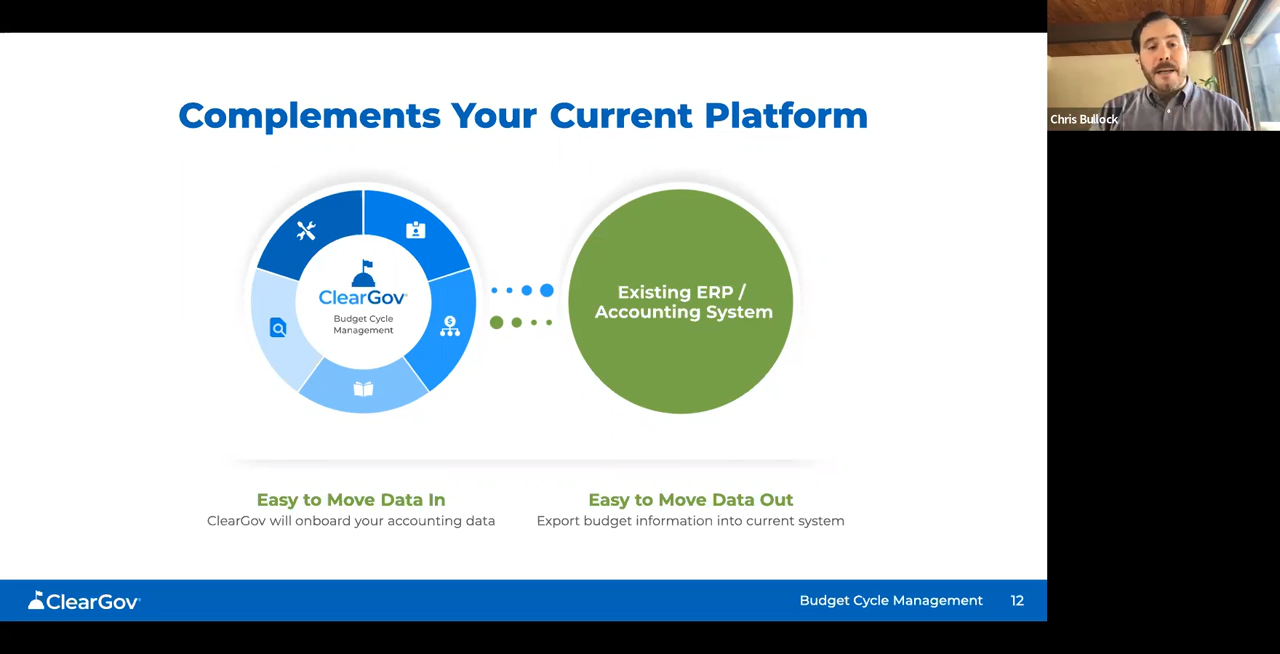 Complements Your Current Platform
ClearGov
Budget Cycle
Management
Existing ERP /
Accounting System
Easy to Move Data In
ClearGov will onboard your accounting data
Easy to Move Data Out
Export budget information into current system
ClearGov
Budget Cycle Management 12
Chris Bullock